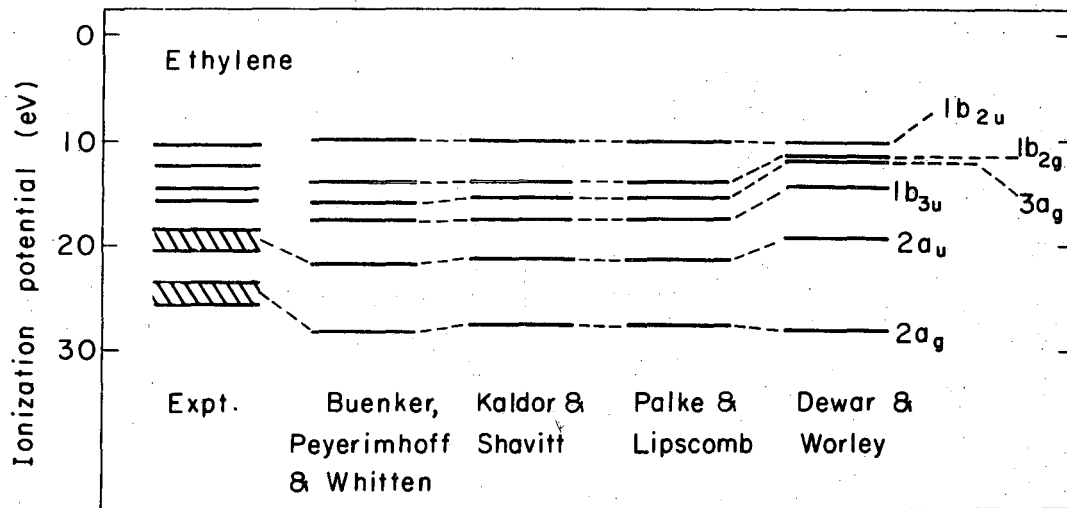 Ionization potential (eV)
0
10
20
30
Ethylene
1b2u
1b2g
3ag
1b3u
2au
2ag
Expt.
Buenker,
Peyerimhoff
& Whitten
Kaldor &
Shavitt
Palke &
Lipscomb
Dewar &
Worley